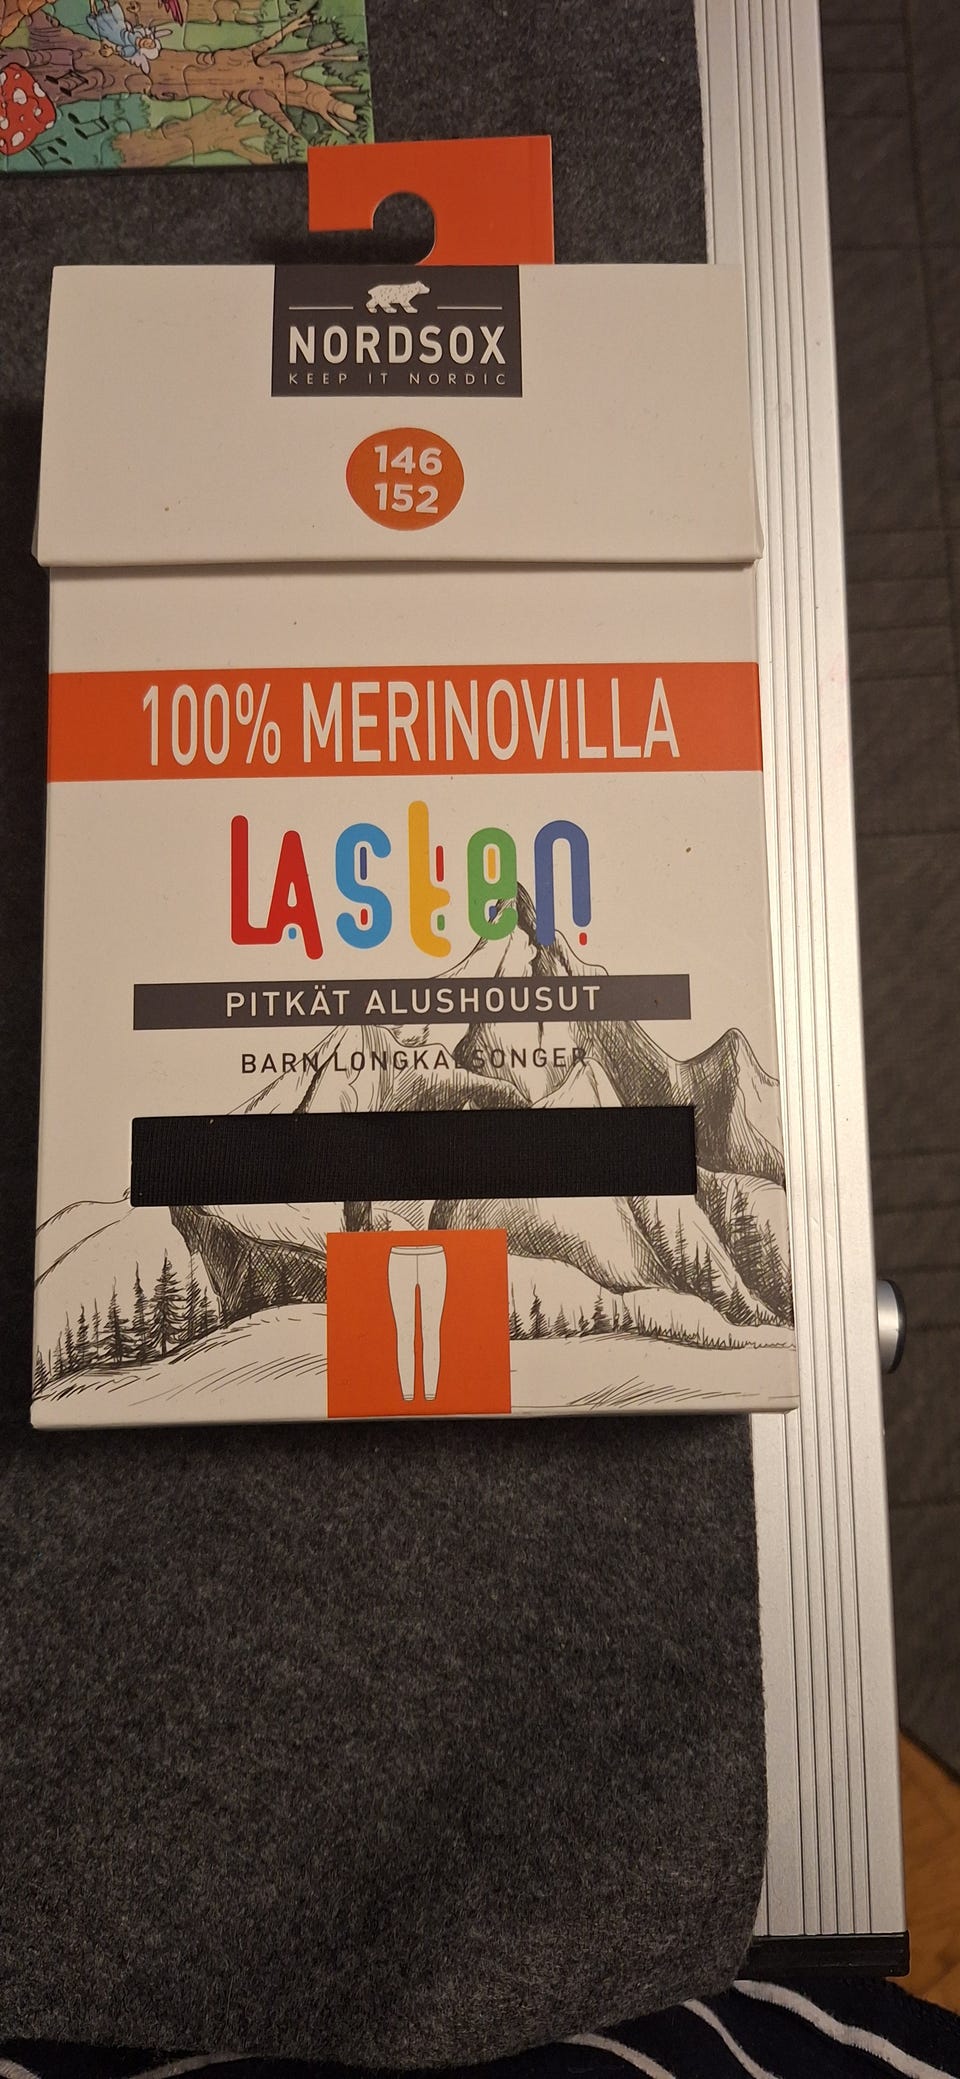 NORDSOX
KEEP IT NORDIC
146
152
100% MERINOVILLA
LASten
PITKÄT ALUSHOUSUT
BARN LONGKALSONGER